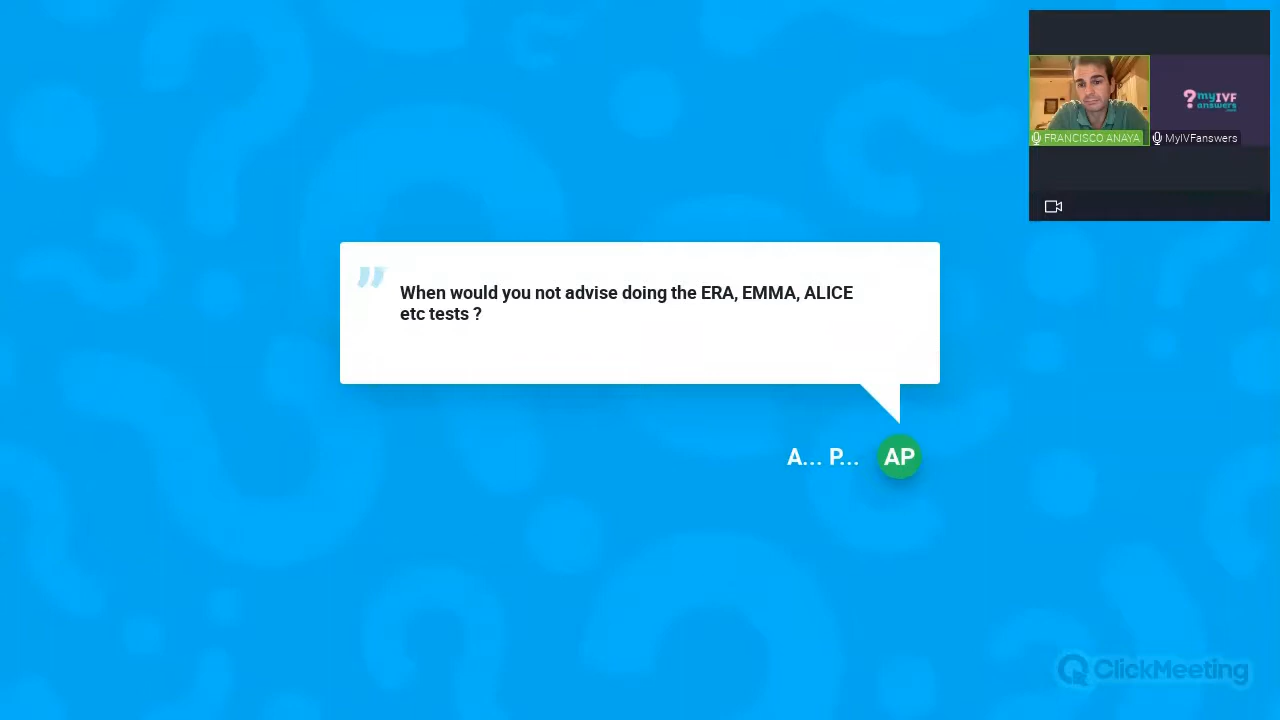 FRANCISCO ANAYA
MyIVFanswers
?myIVF
answers
.com
When would you not advise doing the ERA, EMMA, ALICE
etc tests ?
A... P...
AP
ClickMeeting